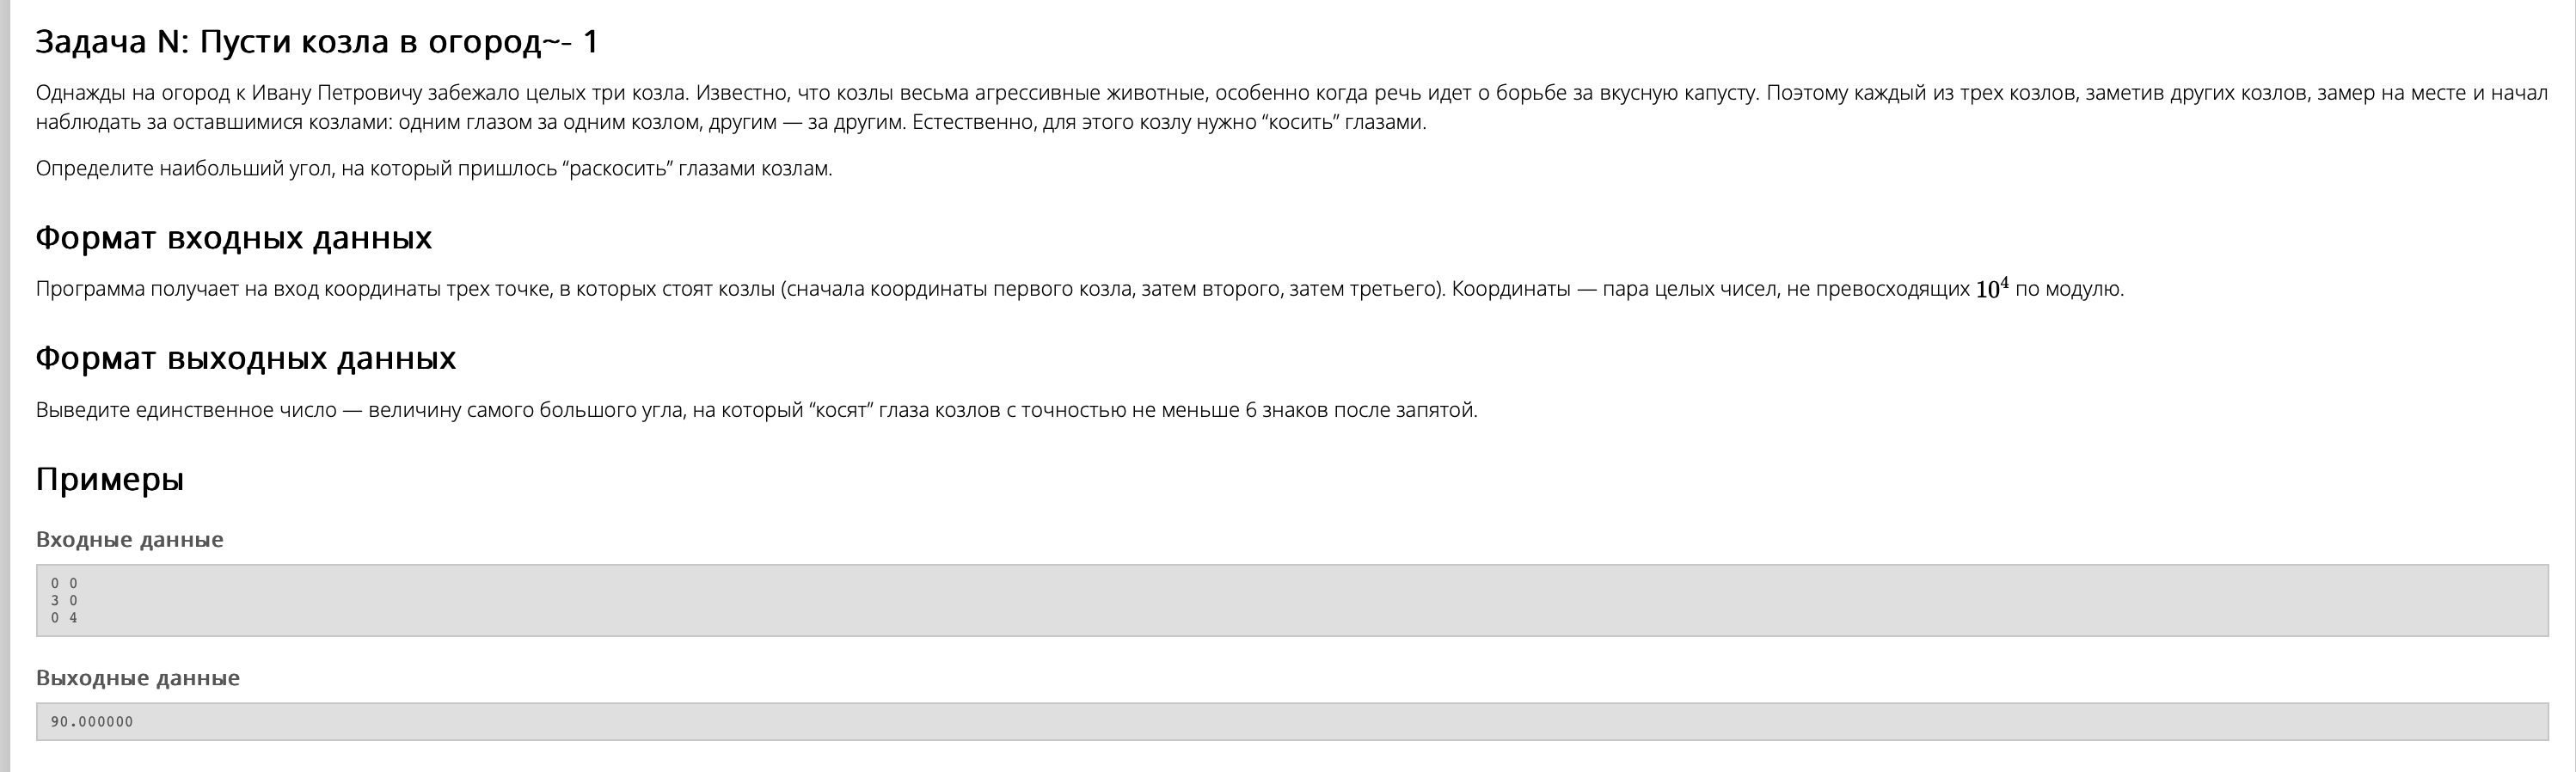 Задача N: Пусти козла в огород~- 1
Однажды на огород к Ивану Петровичу забежало целых три козла. Известно, что козлы весьма агрессивные животные, особенно когда речь идет о борьбе за вкусную капусту. Поэтому каждый из трех козлов, заметив других козлов, замер на месте и начал
наблюдать за оставшимися козлами: одним глазом за одним козлом, другим — за другим. Естественно, для этого козлу нужно “косить” глазами.
Определите наибольший угол, на который пришлось “раскосить” глазами козлам.
Формат входных данных
Программа получает на вход координаты трех точке, в которых стоят козлы (сначала координаты первого козла, затем второго, затем третьего). Координаты — пара целых чисел, не превосходящих 10⁴ по модулю.
Формат выходных данных
Выведите единственное число — величину самого большого угла, на который “косят” глаза козлов с точностью не меньше 6 знаков после запятой.
Примеры
Входные данные
0 0
3 0
0 4
Выходные данные
90.000000